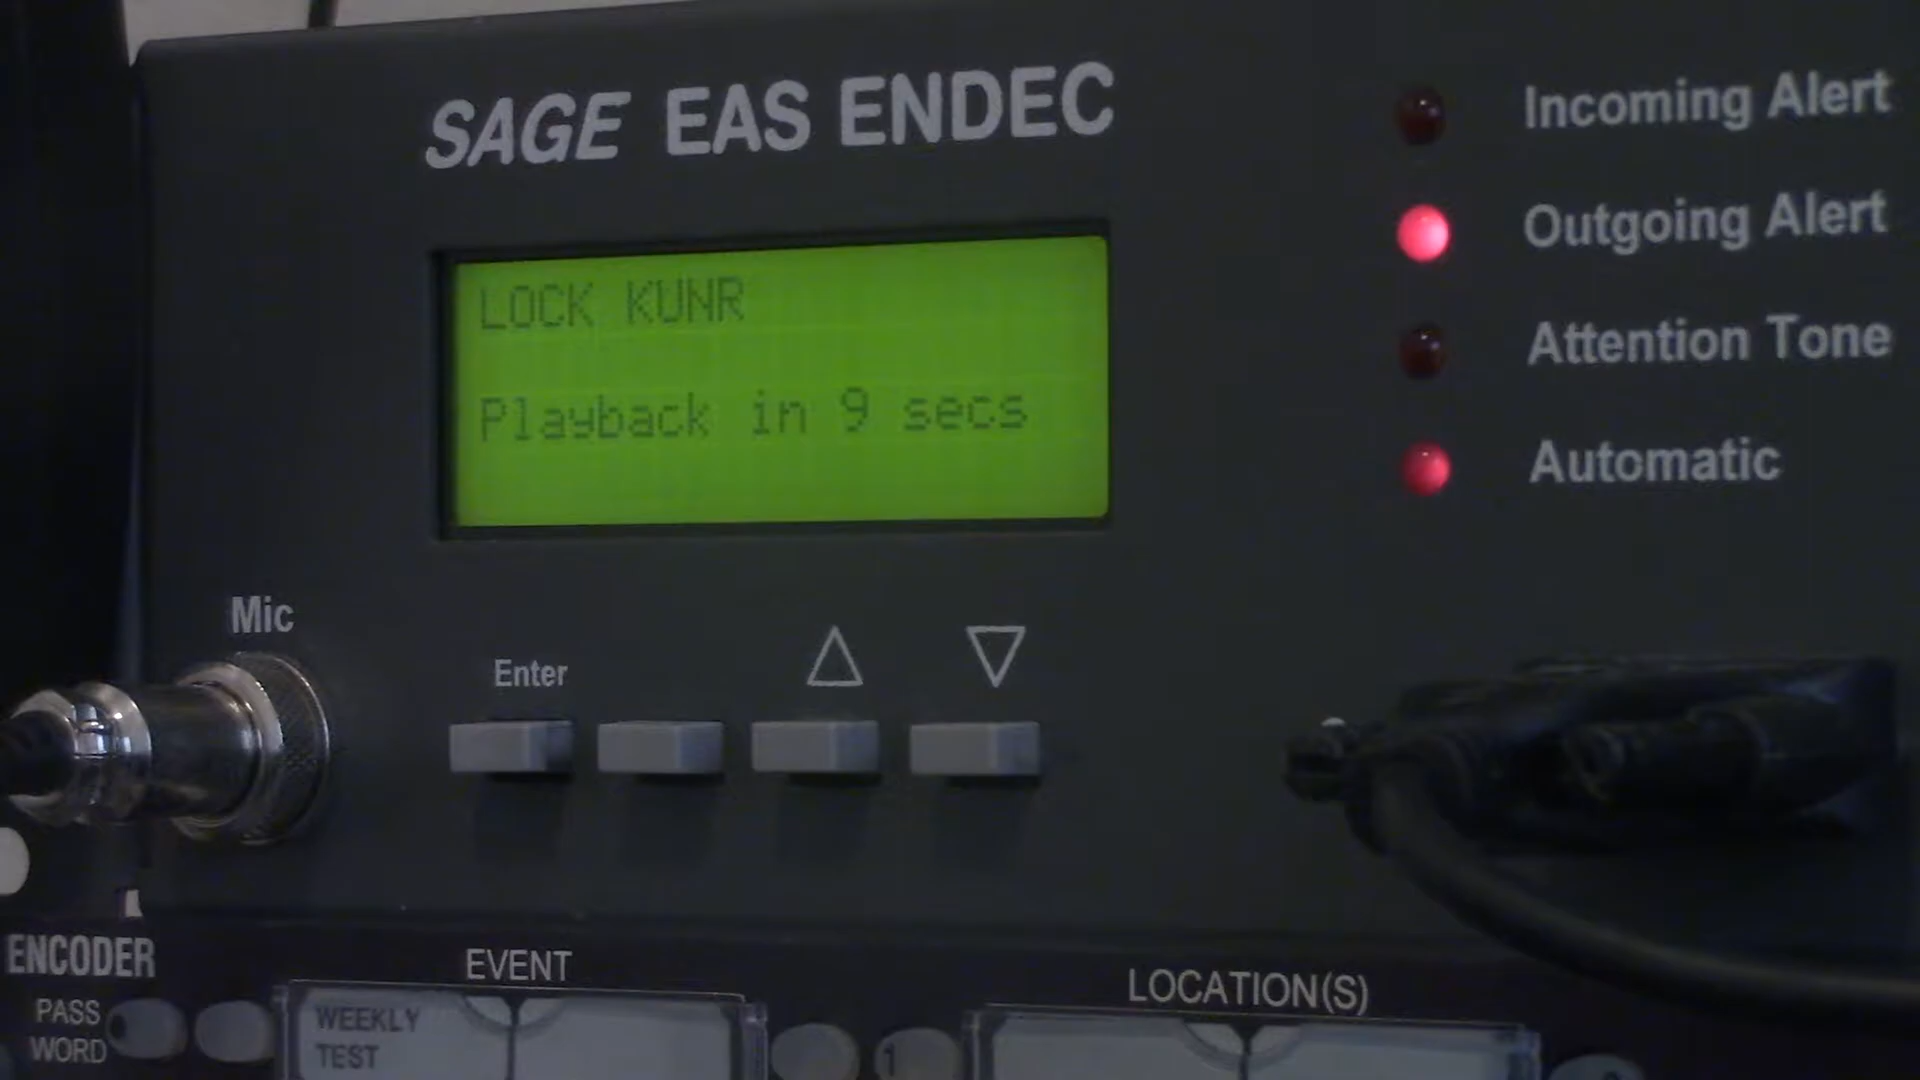 SAGE EAS ENDEC
Incoming Alert
Outgoing Alert
Attention Tone
Automatic
LOCK KUNR
Playback in 9 secs
Mic
Enter
ENCODER
EVENT
LOCATION(S)
PASS
WORD
WEEKLY
TEST
1